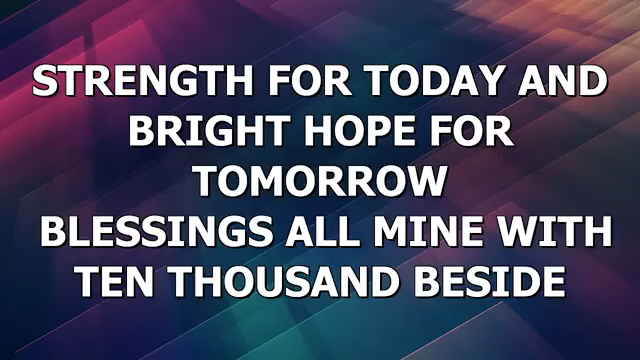 STRENGTH FOR TODAY AND
BRIGHT HOPE FOR
TOMORROW
BLESSINGS ALL MINE WITH
TEN THOUSAND BESIDE